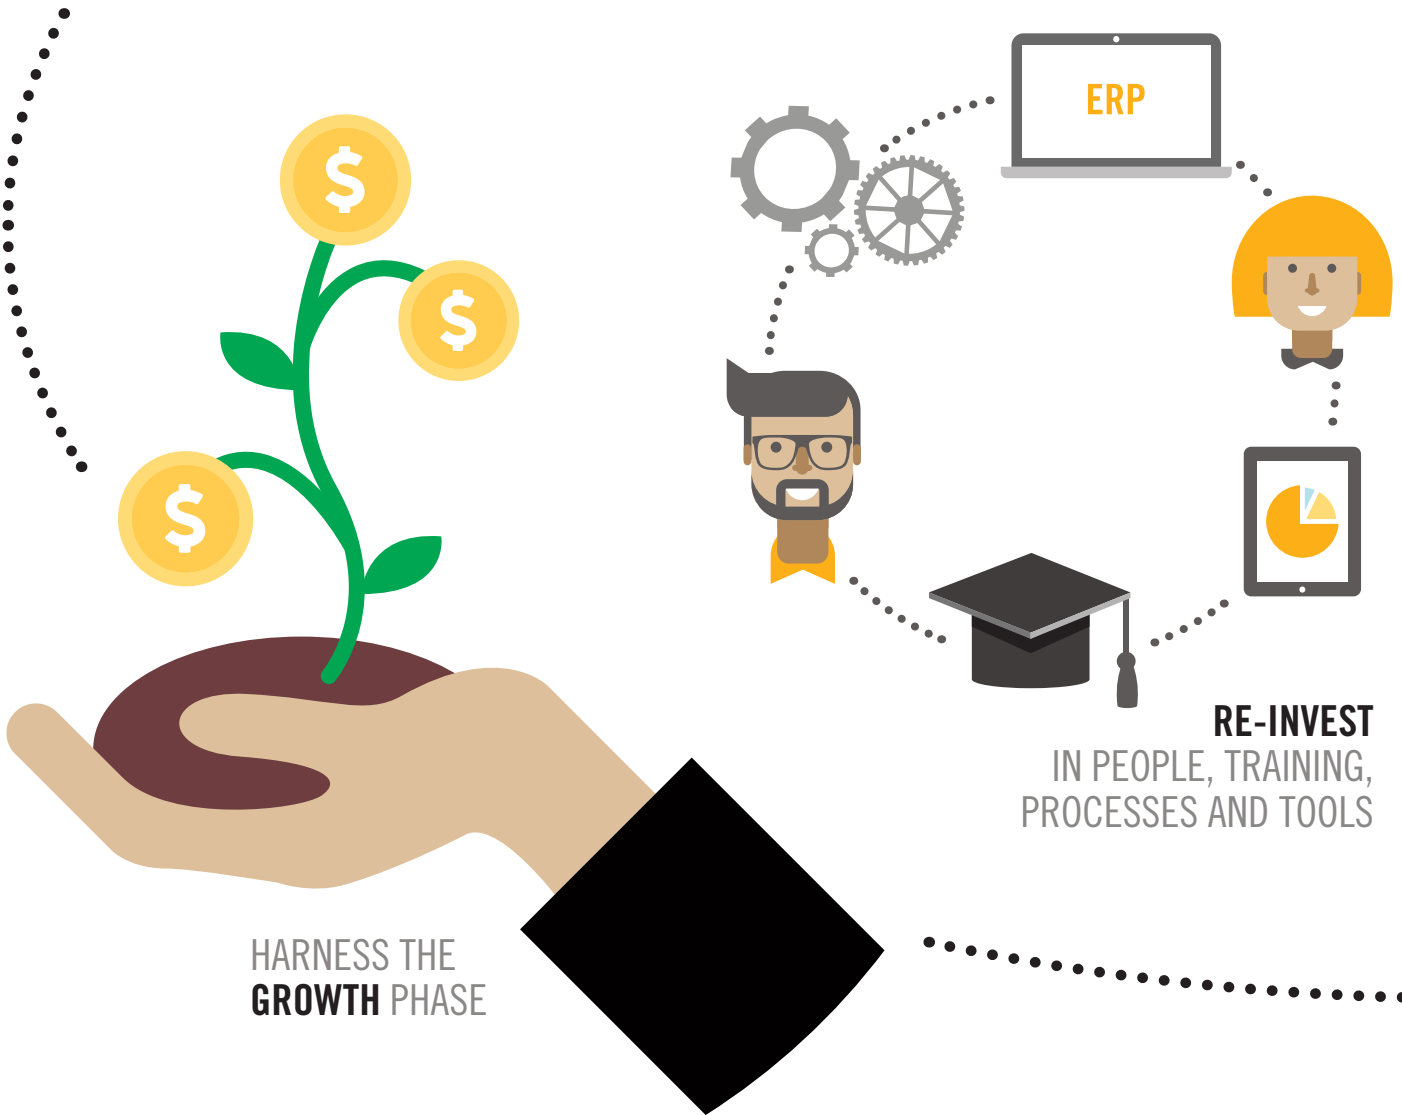 ERP
$
$
$
RE-INVEST
IN PEOPLE, TRAINING,
PROCESSES AND TOOLS
HARNESS THE
GROWTH PHASE